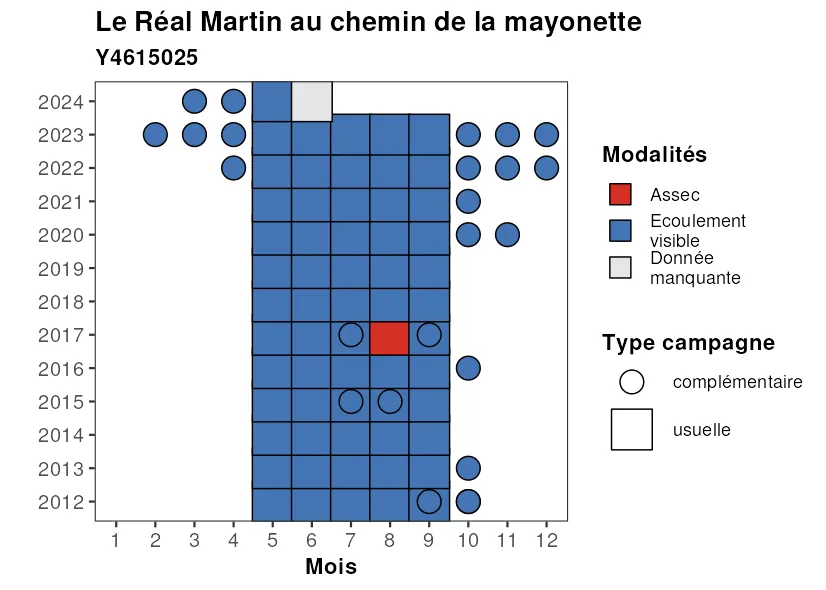 Le Réal Martin au chemin de la mayonette
Y4615025
2024
2023
2022
2021
2020
2019
2018
2017
2016
2015
2014
2013
2012
1 2 3 4 5 6 7 8 9 10 11 12
Mois
Modalités
Assec
Ecoulement
visible
Donnée
manquante
Type campagne
complémentaire
usuelle